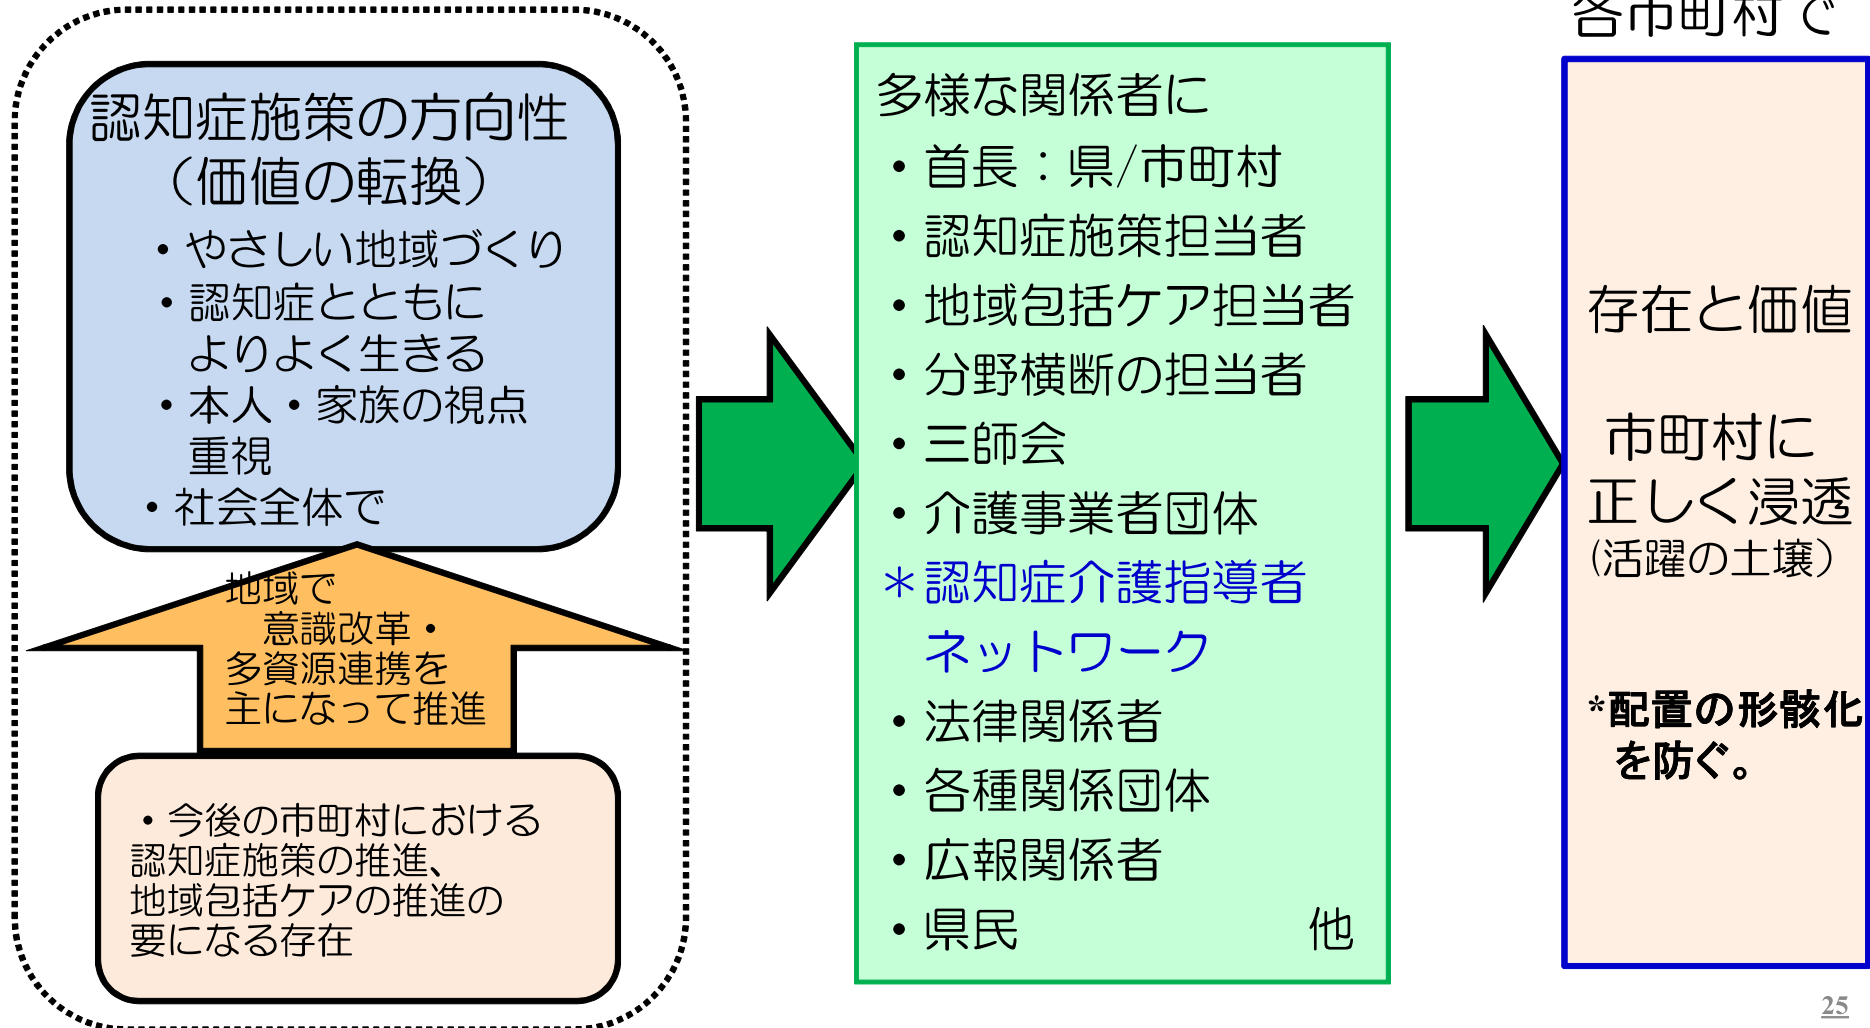 認知症施策の方向性
（価値の転換）
・やさしい地域づくり
・認知症とともに
よりよく生きる
・本人・家族の視点
重視
・社会全体で
地域で
意識改革・
多資源連携を
主になって推進
・今後の市町村における
認知症施策の推進、
地域包括ケアの推進の
要になる存在
多様な関係者に
・首長：県/市町村
・認知症施策担当者
・地域包括ケア担当者
・分野横断の担当者
・三師会
・介護事業者団体
＊認知症介護指導者
ネットワーク
・法律関係者
・各種関係団体
・広報関係者
・県民 他
各市町村で
存在と価値
市町村に
正しく浸透
(活躍の土壌）
*配置の形骸化
を防ぐ。
25